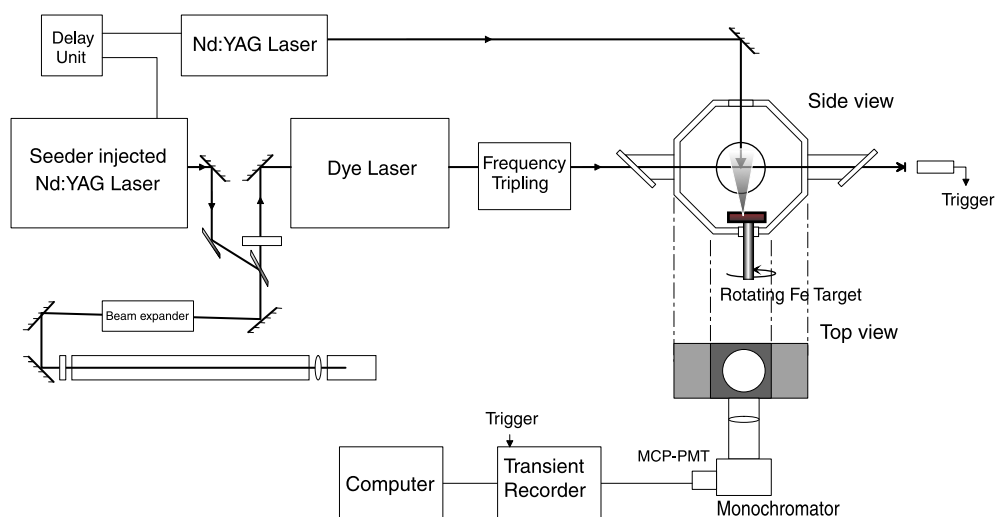 Delay
Unit
Nd:YAG Laser
Side view
Seeder injected
Nd:YAG Laser
Dye Laser
Frequency
Tripling
Trigger
Rotating Fe Target
Beam expander
Top view
Trigger
MCP-PMT
Computer
Transient
Recorder
Monochromator